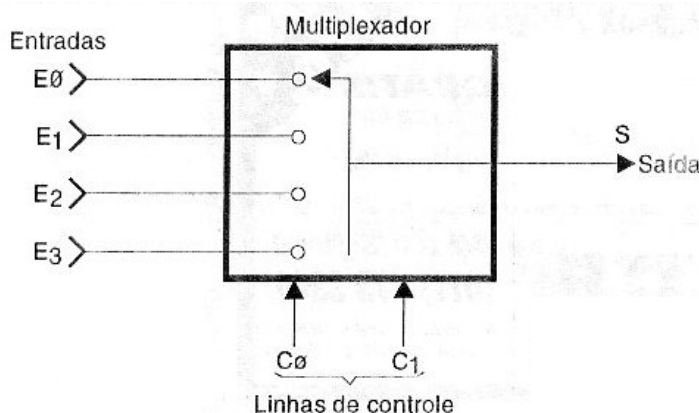 Multiplexador
Entradas
EØ
E1
E2
E3
S
Saída
CØ
C1
Linhas de controle